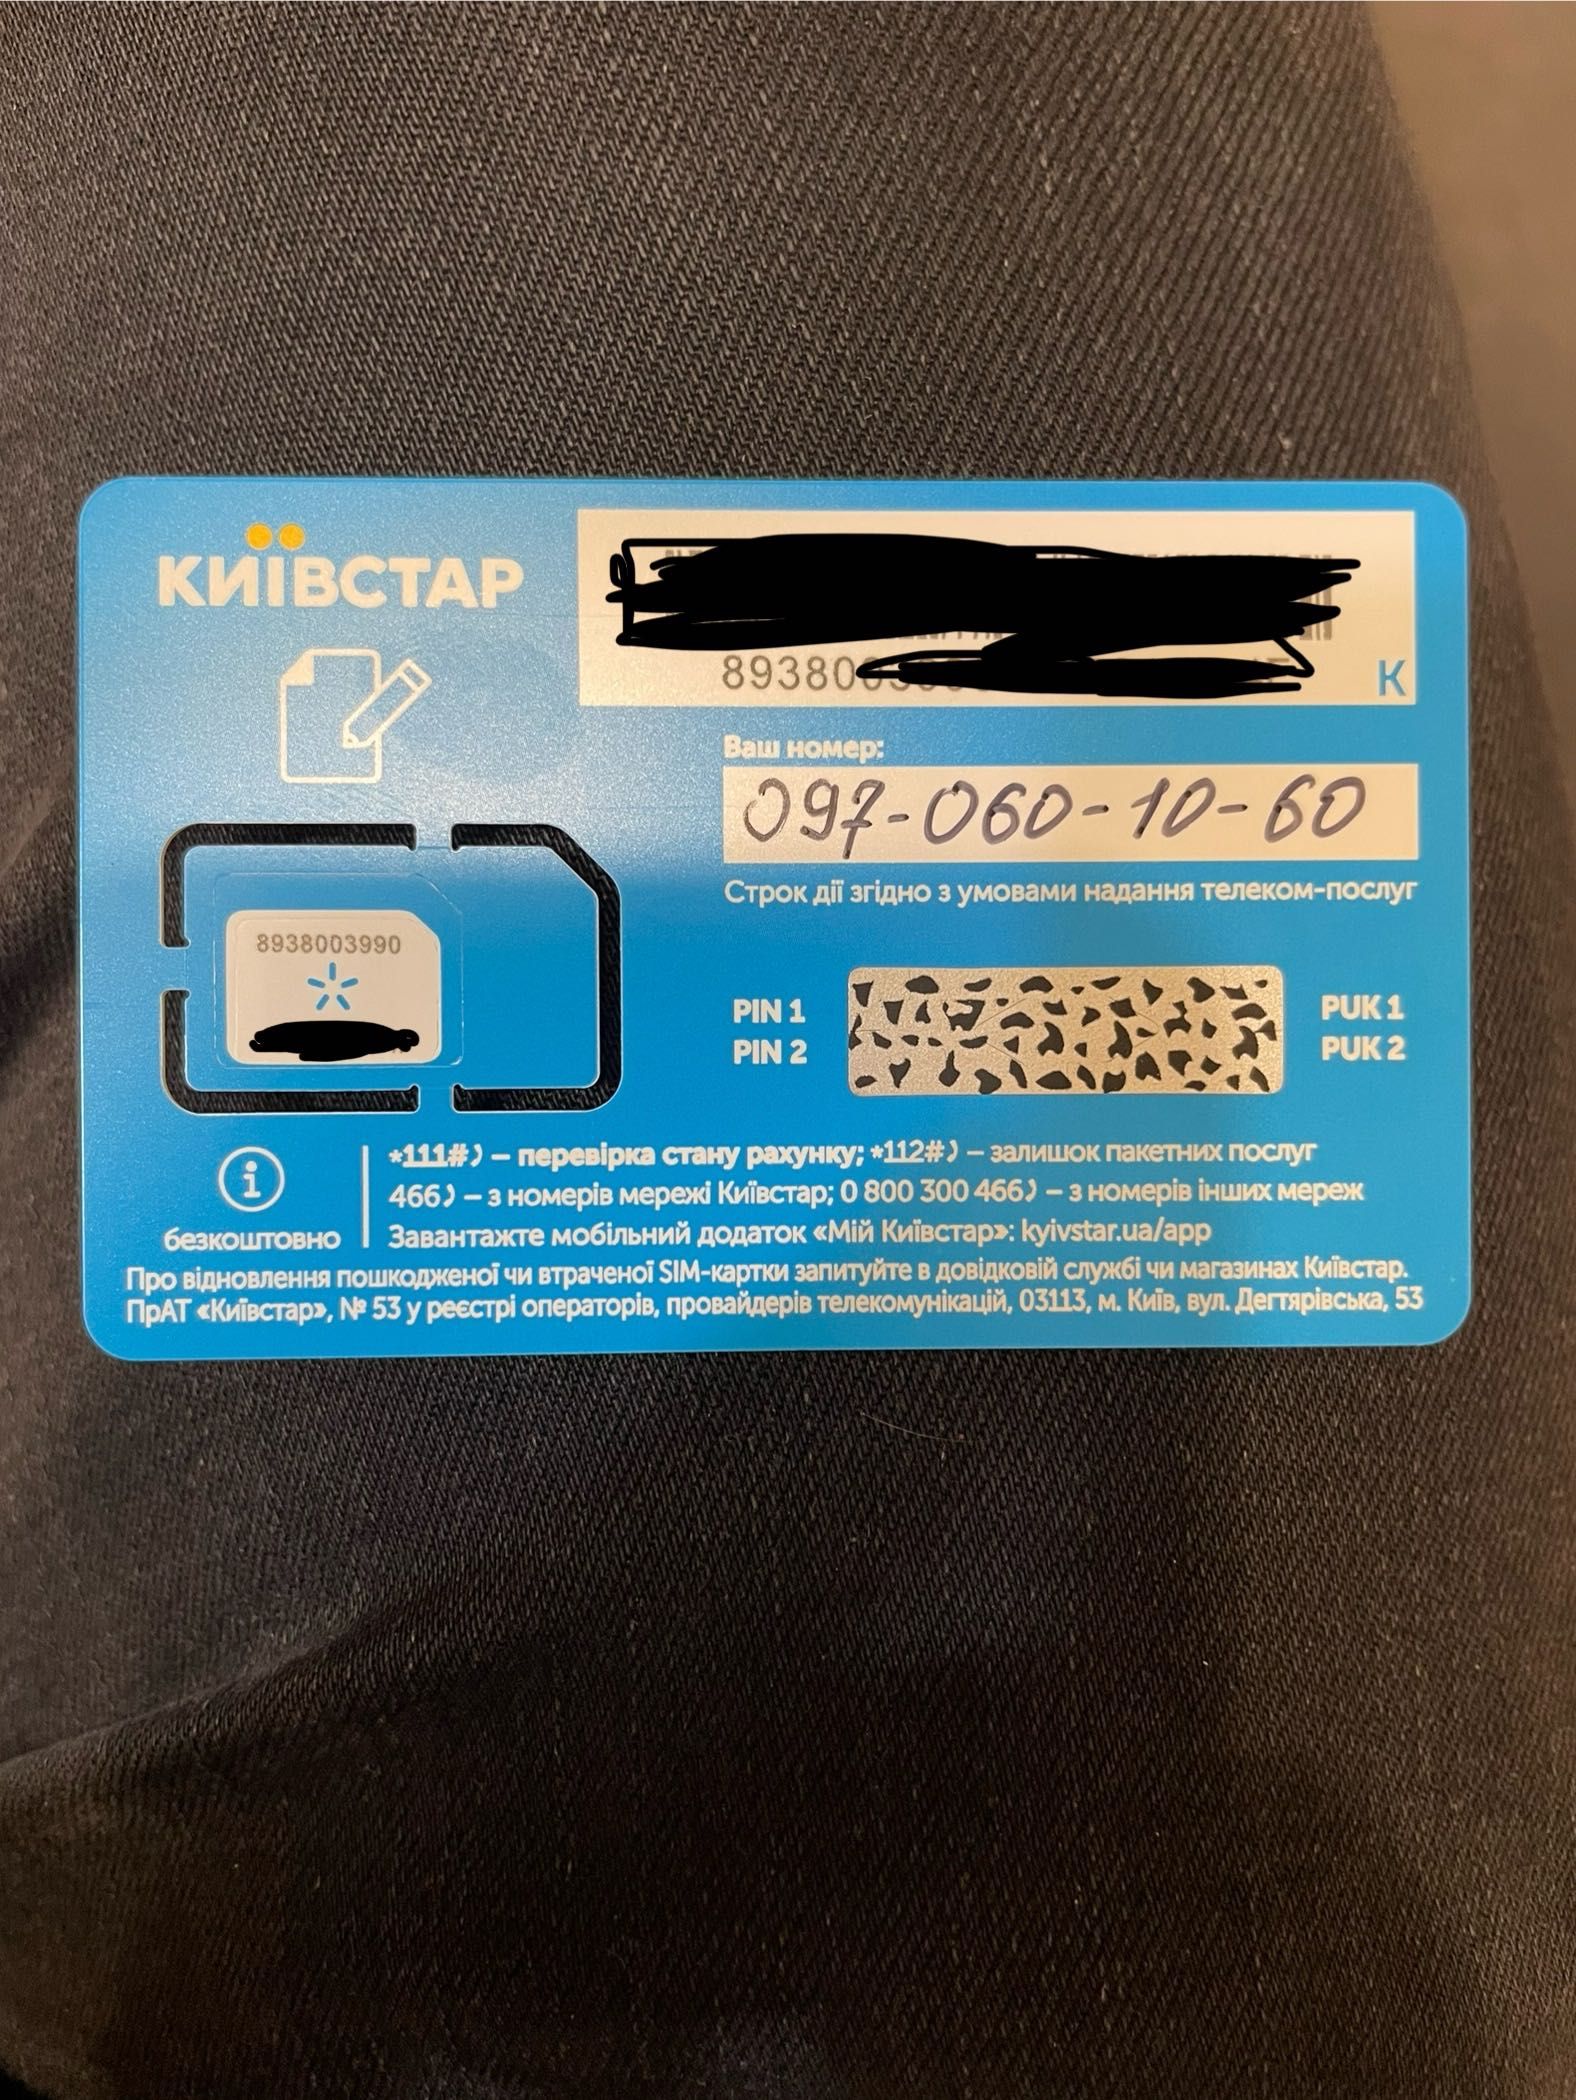 КИЇВСТАР
893800
K
Ваш номер:
097-060-10-60
Строк дії згідно з умовами надання телеком-послуг
8938003990
PIN 1
PUK 1
PIN 2
PUK 2
*111# – перевірка стану рахунку; *112# – залишок пакетних послуг
466 – з номерів мережі Київстар; 0 800 300 466 – з номерів інших мереж
безкоштовно
Завантажте мобільний додаток «Мій Київстар»: kyivstar.ua/app
Про відновлення пошкодженої чи втраченої SIM-картки запитуйте в довідковій службі чи магазинах Київстар.
ПрАТ «Київстар», № 53 у реєстрі операторів, провайдерів телекомунікацій, 03113, м. Київ, вул. Дегтярівська, 53